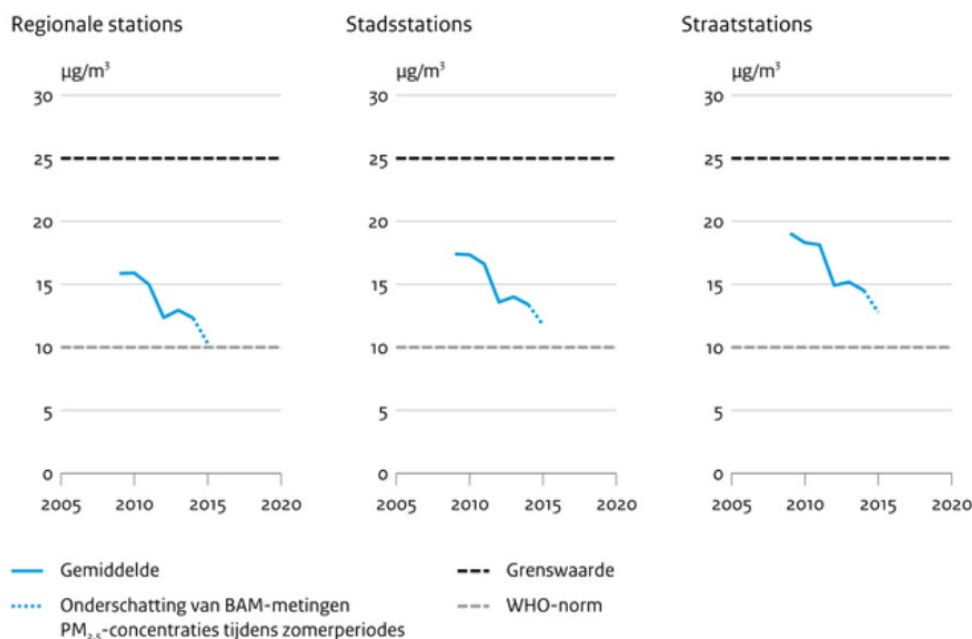 Regionale stations
Stadsstations
Straatstations
µg/m³
µg/m³
µg/m³
30
25
20
15
10
5
0
2005 2010 2015 2020
30
25
20
15
10
5
0
2005 2010 2015 2020
30
25
20
15
10
5
0
2005 2010 2015 2020
Gemiddelde
Onderschatting van BAM-metingen
PM₂,₅-concentraties tijdens zomerperiodes
Grenswaarde
WHO-norm